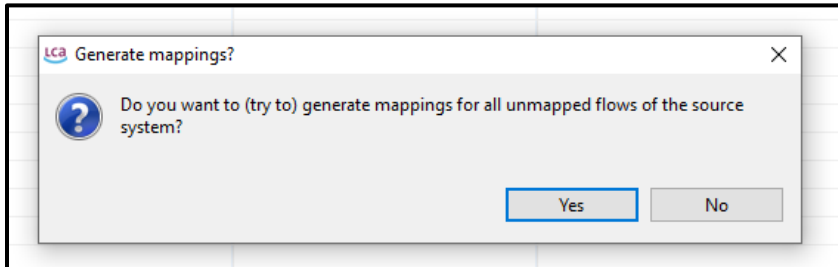 LCA Generate mappings?
Do you want to (try to) generate mappings for all unmapped flows of the source
system?
Yes No